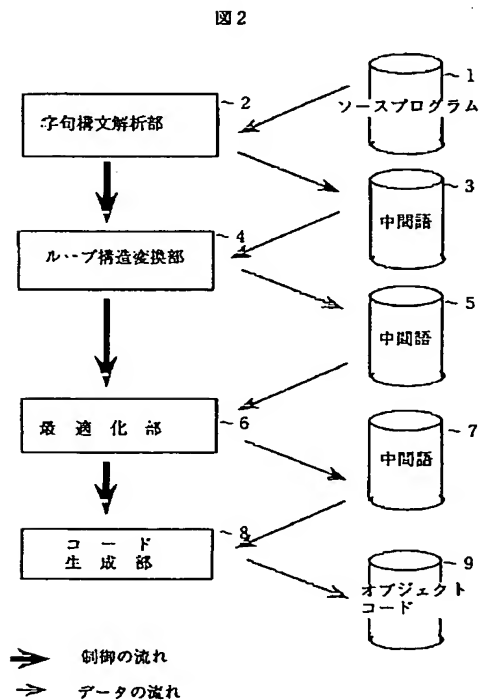 図2
~1
ソースプログラム
~2
字句構文解析部
~3
中間語
~4
ループ構造変換部
~5
中間語
最適化部
~6
~7
中間語
~8
コード
生成部
~9
オブジェクト
コード
制御の流れ
データの流れ